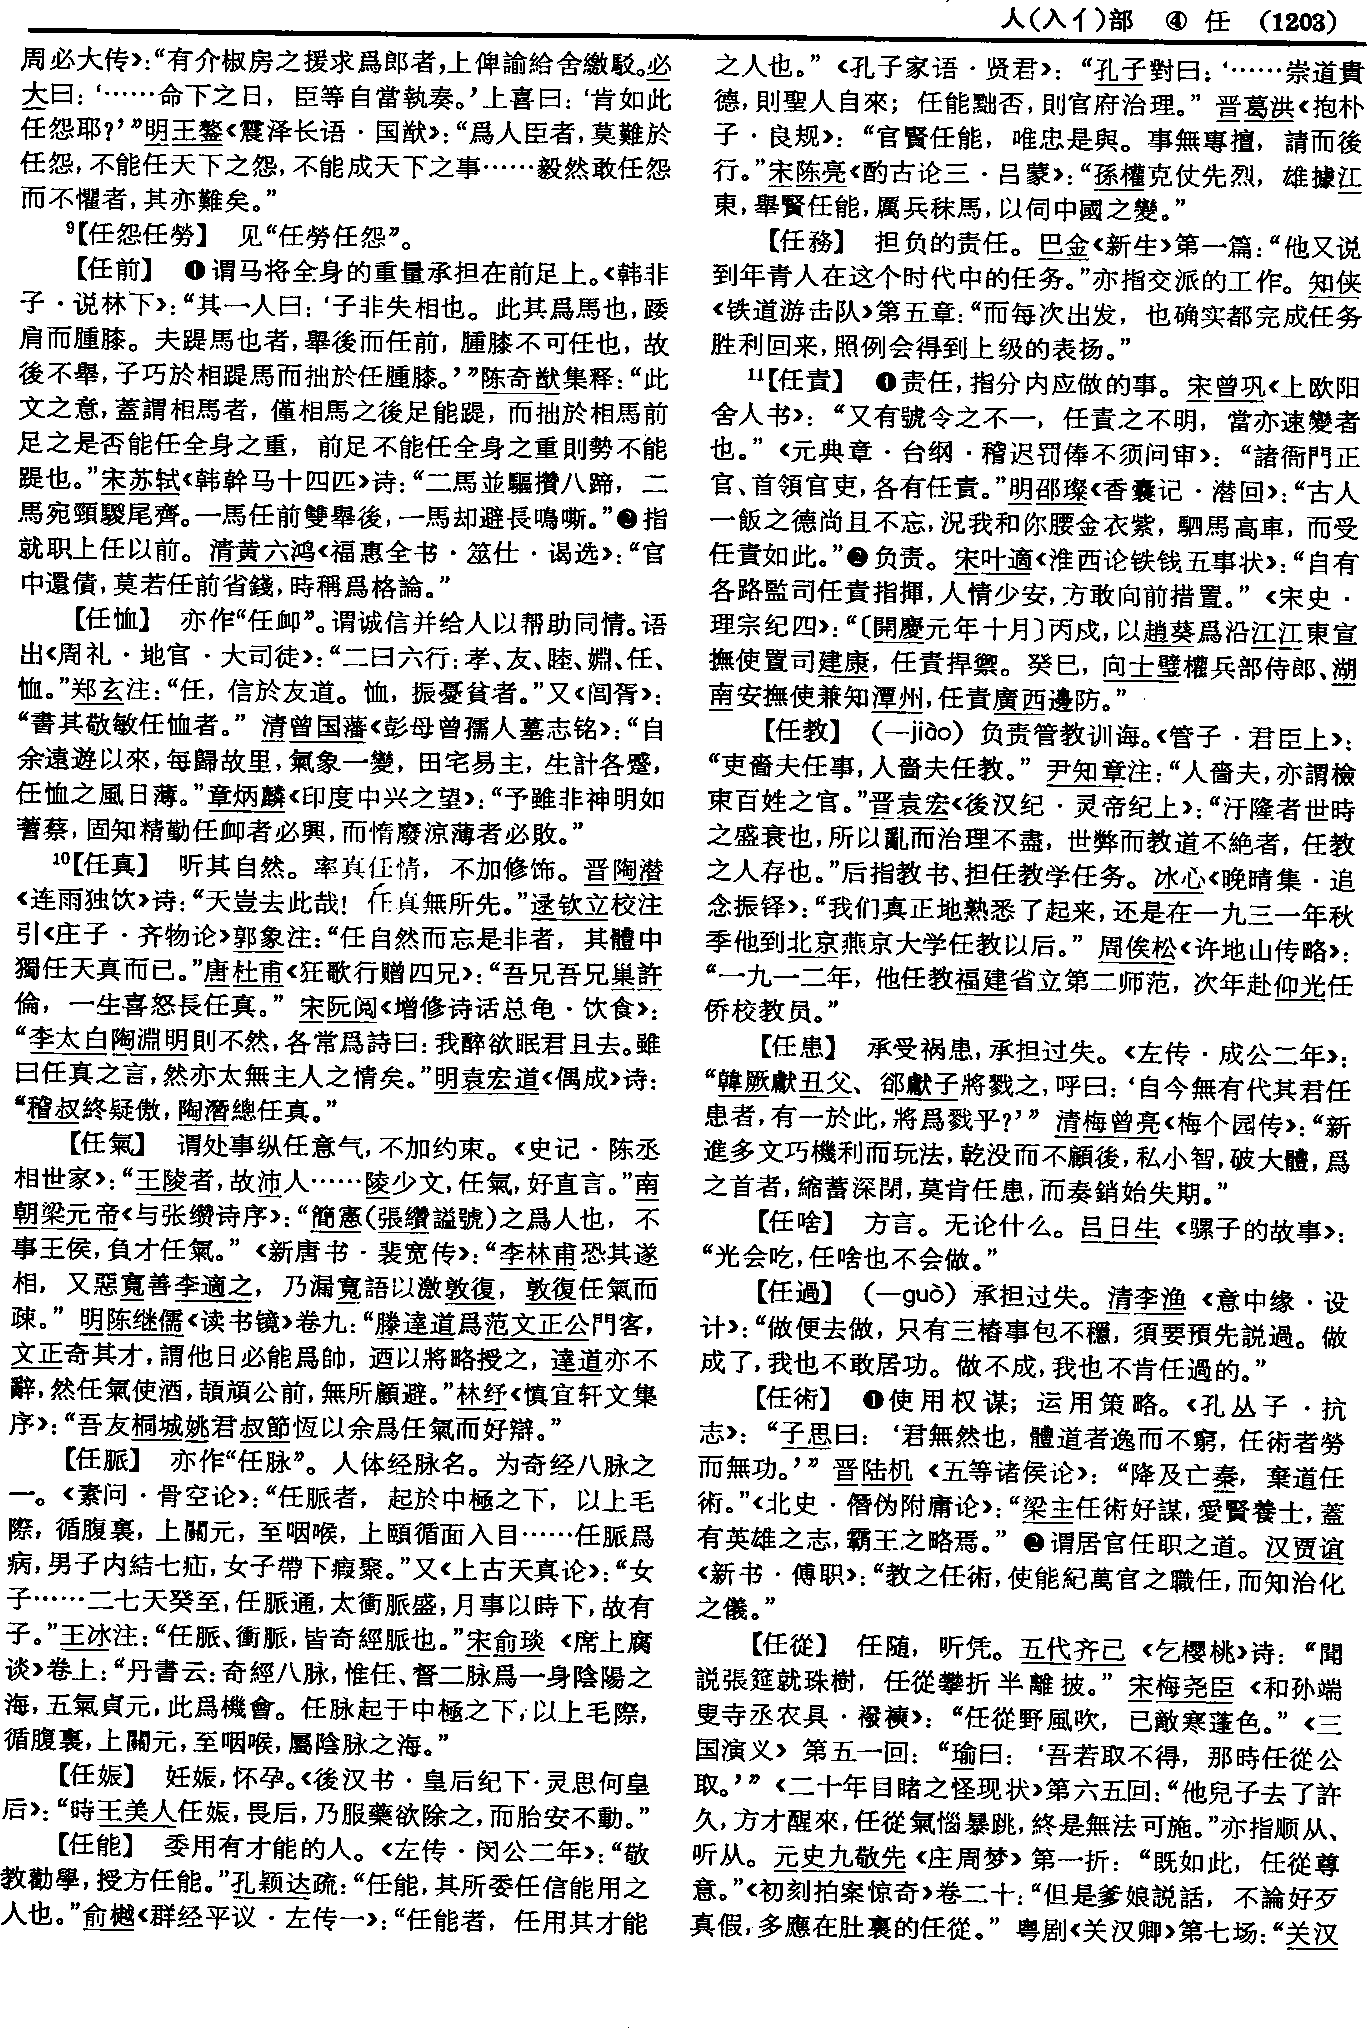 人(入亻)部　④ 任　(1203)
周必大传》：“有介椒房之援求爲郎者，上俾諭給舍繳駁。必
大曰：‘……命下之日，臣等自當執奏。’上喜曰：‘肯如此
任怨耶？’”明王鏊《震泽长语·国猷》：“爲人臣者，莫難於
任怨，不能任天下之怨，不能成天下之事……毅然敢任怨
而不懼者，其亦難矣。”
⁹【任怨任勞】　见“任勞任怨”。
【任前】　❶谓马将全身的重量承担在前足上。《韩非
子·说林下》：“其一人曰：‘子非失相也。此其爲馬也，踒
肩而腫膝。夫踶馬也者，舉後而任前，腫膝不可任也，故
後不舉，子巧於相踶馬而拙於任腫膝。’”陈奇猷集释：“此
文之意，蓋謂相馬者，僅相馬之後足能踶，而拙於相馬前
足之是否能任全身之重，前足不能任全身之重則勢不能
踶也。”宋苏轼《韩幹马十四匹》诗：“二馬並驅攢八蹄，二
馬宛頸騣尾齊。一馬任前雙舉後，一馬却避長鳴嘶。”❷指
就职上任以前。清黄六鸿《福惠全书·筮仕·谒选》：“官
中還債，莫若任前省錢，時稱爲格論。”
【任恤】　亦作“任卹”。谓诚信并给人以帮助同情。语
出《周礼·地官·大司徒》：“二曰六行：孝、友、睦、婣、任、
恤。”郑玄注：“任，信於友道。恤，振憂貧者。”又《闾胥》：
“書其敬敏任恤者。”清曾国藩《彭母曾孺人墓志铭》：“自
余遠遊以來，每歸故里，氣象一變，田宅易主，生計各蹙，
任恤之風日薄。”章炳麟《印度中兴之望》：“予雖非神明如
蓍蔡，固知精勤任卹者必興，而惰廢涼薄者必敗。”
¹⁰【任真】　听其自然。率真任情，不加修饰。晋陶潜
《连雨独饮》诗：“天豈去此哉！任真無所先。”逯钦立校注
引《庄子·齐物论》郭象注：“任自然而忘是非者，其體中
獨任天真而已。”唐杜甫《狂歌行赠四兄》：“吾兄吾兄巢許
倫，一生喜怒長任真。”宋阮阅《增修诗话总龟·饮食》：
“李太白陶淵明則不然，各常爲詩曰：我醉欲眠君且去。雖
曰任真之言，然亦太無主人之情矣。”明袁宏道《偶成》诗：
“嵇叔終疑傲，陶潛總任真。”
【任氣】　谓处事纵任意气，不加约束。《史记·陈丞
相世家》：“王陵者，故沛人……陵少文，任氣，好直言。”南
朝梁元帝《与张缵诗序》：“簡憲(張纘謚號)之爲人也，不
事王侯，負才任氣。”《新唐书·裴宽传》：“李林甫恐其遂
相，又惡寬善李適之，乃漏寬語以激敦復，敦復任氣而
疎。”明陈继儒《读书镜》卷九：“滕達道爲范文正公門客，
文正奇其才，謂他日必能爲帥，迺以將略授之，達道亦不
辭，然任氣使酒，頡頏公前，無所顧避。”林纾《慎宜轩文集
序》：“吾友桐城姚君叔節恆以余爲任氣而好辯。”
【任脈】　亦作“任脉”。人体经脉名。为奇经八脉之
一。《素问·骨空论》：“任脈者，起於中極之下，以上毛
際，循腹裏，上關元，至咽喉，上頤循面入目……任脈爲
病，男子内結七疝，女子帶下瘕聚。”又《上古天真论》：“女
子……二七天癸至，任脈通，太衝脈盛，月事以時下，故有
子。”王冰注：“任脈、衝脈，皆奇經脈也。”宋俞琰《席上腐
谈》卷上：“丹書云：奇經八脉，惟任、督二脉爲一身陰陽之
海，五氣貞元，此爲機會。任脉起于中極之下，以上毛際，
循腹裏，上關元，至咽喉，屬陰脉之海。”
【任娠】　妊娠，怀孕。《後汉书·皇后纪下·灵思何皇
后》：“時王美人任娠，畏后，乃服藥欲除之，而胎安不動。”
【任能】　委用有才能的人。《左传·闵公二年》：“敬
教勸學，授方任能。”孔颖达疏：“任能，其所委任信能用之
人也。”俞樾《群经平议·左传一》：“任能者，任用其才能
之人也。”《孔子家语·贤君》：“孔子對曰：‘……崇道貴
德，則聖人自來；任能黜否，則官府治理。”晋葛洪《抱朴
子·良规》：“官賢任能，唯忠是與。事無專擅，請而後
行。”宋陈亮《酌古论三·吕蒙》：“孫權克仗先烈，雄據江
東，舉賢任能，厲兵秣馬，以伺中國之變。”
【任務】　担负的责任。巴金《新生》第一篇：“他又说
到年青人在这个时代中的任务。”亦指交派的工作。知侠
《铁道游击队》第五章：“而每次出发，也确实都完成任务
胜利回来，照例会得到上级的表扬。”
¹¹【任責】　❶责任，指分内应做的事。宋曾巩《上欧阳
舍人书》：“又有號令之不一，任責之不明，當亦速變者
也。”《元典章·台纲·稽迟罚俸不须问审》：“諸衙門正
官、首領官吏，各有任責。”明邵璨《香囊记·潜回》：“古人
一飯之德尚且不忘，況我和你腰金衣紫，駟馬高車，而受
任責如此。”❷负责。宋叶適《淮西论铁钱五事状》：“自有
各路監司任責指揮，人情少安，方敢向前措置。”《宋史·
理宗纪四》：“〔開慶元年十月〕丙戌，以趙葵爲沿江江東宣
撫使置司建康，任責捍禦。癸巳，向士璧權兵部侍郎、湖
南安撫使兼知潭州，任責廣西邊防。”
【任教】　(—jiào) 负责管教训诲。《管子·君臣上》：
“吏嗇夫任事，人嗇夫任教。”尹知章注：“人嗇夫，亦謂檢
束百姓之官。”晋袁宏《後汉纪·灵帝纪上》：“汙隆者世時
之盛衰也，所以亂而治理不盡，世弊而教道不絶者，任教
之人存也。”后指教书、担任教学任务。冰心《晚晴集·追
念振铎》：“我们真正地熟悉了起来，还是在一九三一年秋
季他到北京燕京大学任教以后。”周俟松《许地山传略》：
“一九一二年，他任教福建省立第二师范，次年赴仰光任
侨校教员。”
【任患】　承受祸患，承担过失。《左传·成公二年》：
“韓厥獻丑父、郤獻子將戮之，呼曰：‘自今無有代其君任
患者，有一於此，將爲戮乎？’”清梅曾亮《梅个园传》：“新
進多文巧機利而玩法，乾没而不顧後，私小智，破大體，爲
之首者，縮蓄深閉，莫肯任患，而奏銷始失期。”
【任啥】　方言。无论什么。吕日生《骡子的故事》：
“光会吃，任啥也不会做。”
【任過】　(—guò) 承担过失。清李渔《意中缘·设
计》：“做便去做，只有三樁事包不穩，須要預先説過。做
成了，我也不敢居功。做不成，我也不肯任過的。”
【任術】　❶使用权谋；运用策略。《孔丛子·抗
志》：“子思曰：‘君無然也，體道者逸而不窮，任術者勞
而無功。’”晋陆机《五等诸侯论》：“降及亡秦，棄道任
術。”《北史·僭伪附庸论》：“梁主任術好謀，愛賢養士，蓋
有英雄之志，霸王之略焉。”❷谓居官任职之道。汉贾谊
《新书·傅职》：“教之任術，使能紀萬官之職任，而知治化
之儀。”
【任從】　任随，听凭。五代齐己《乞樱桃》诗：“聞
説張筵就珠樹，任從攀折半離披。”宋梅尧臣《和孙端
叟寺丞农具·襏襫》：“任從野風吹，已敵寒蓬色。”《三
国演义》第五一回：“瑜曰：‘吾若取不得，那時任從公
取。’”《二十年目睹之怪现状》第六五回：“他兒子去了許
久，方才醒來，任從氣惱暴跳，終是無法可施。”亦指顺从、
听从。元史九敬先《庄周梦》第一折：“既如此，任從尊
意。”《初刻拍案惊奇》卷二十：“但是爹娘説話，不論好歹
真假，多應在肚裏的任從。”粤剧《关汉卿》第七场：“关汉